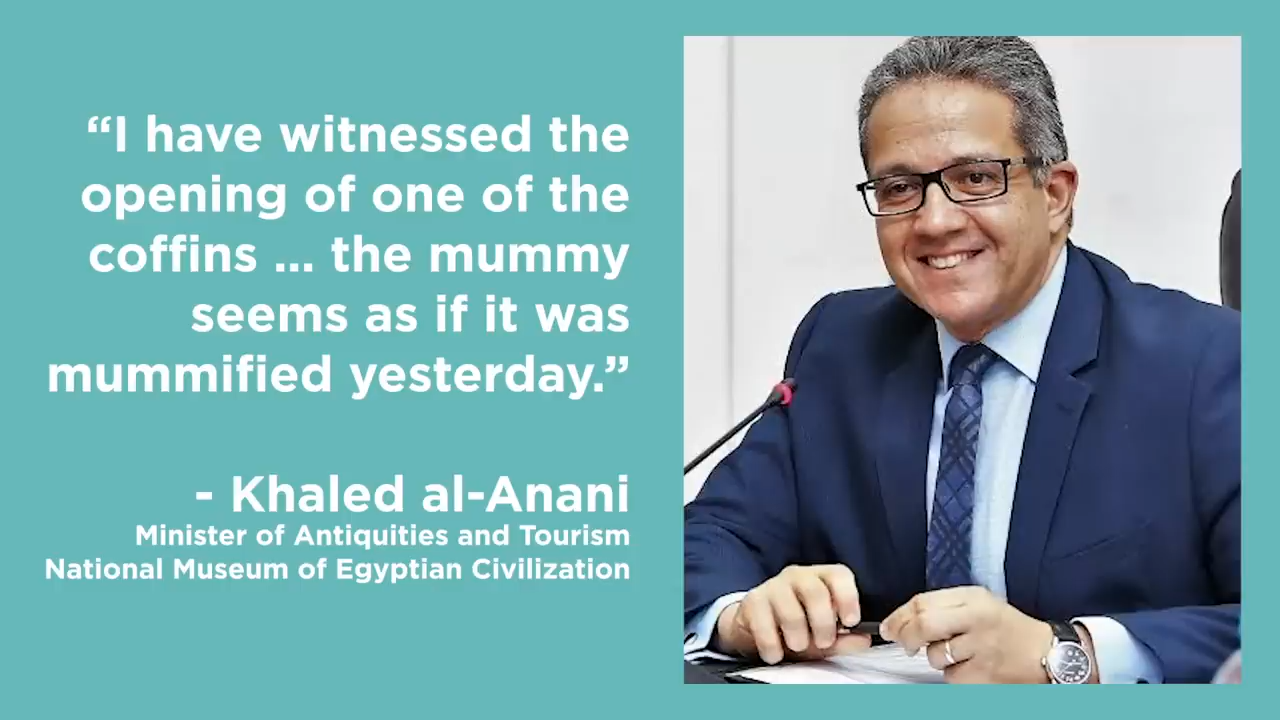 “I have witnessed the
opening of one of the
coffins ... the mummy
seems as if it was
mummified yesterday.”
- Khaled al-Anani
Minister of Antiquities and Tourism
National Museum of Egyptian Civilization